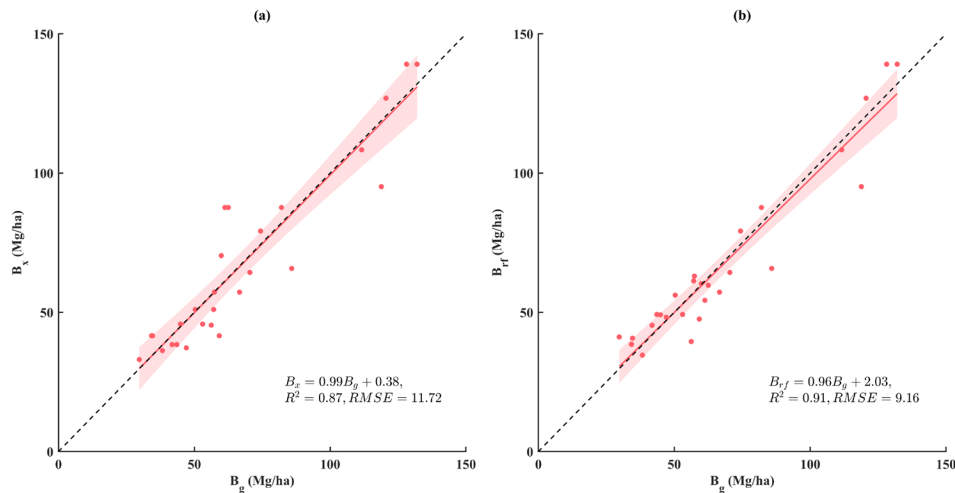 (a)
150
100
50
0
B_x (Mg/ha)
B_x = 0.99B_g + 0.38,
R^2 = 0.87, RMSE = 11.72
0
50
100
150
B_g (Mg/ha)
(b)
150
100
50
0
B_rf (Mg/ha)
B_rf = 0.96B_g + 2.03,
R^2 = 0.91, RMSE = 9.16
0
50
100
150
B_g (Mg/ha)